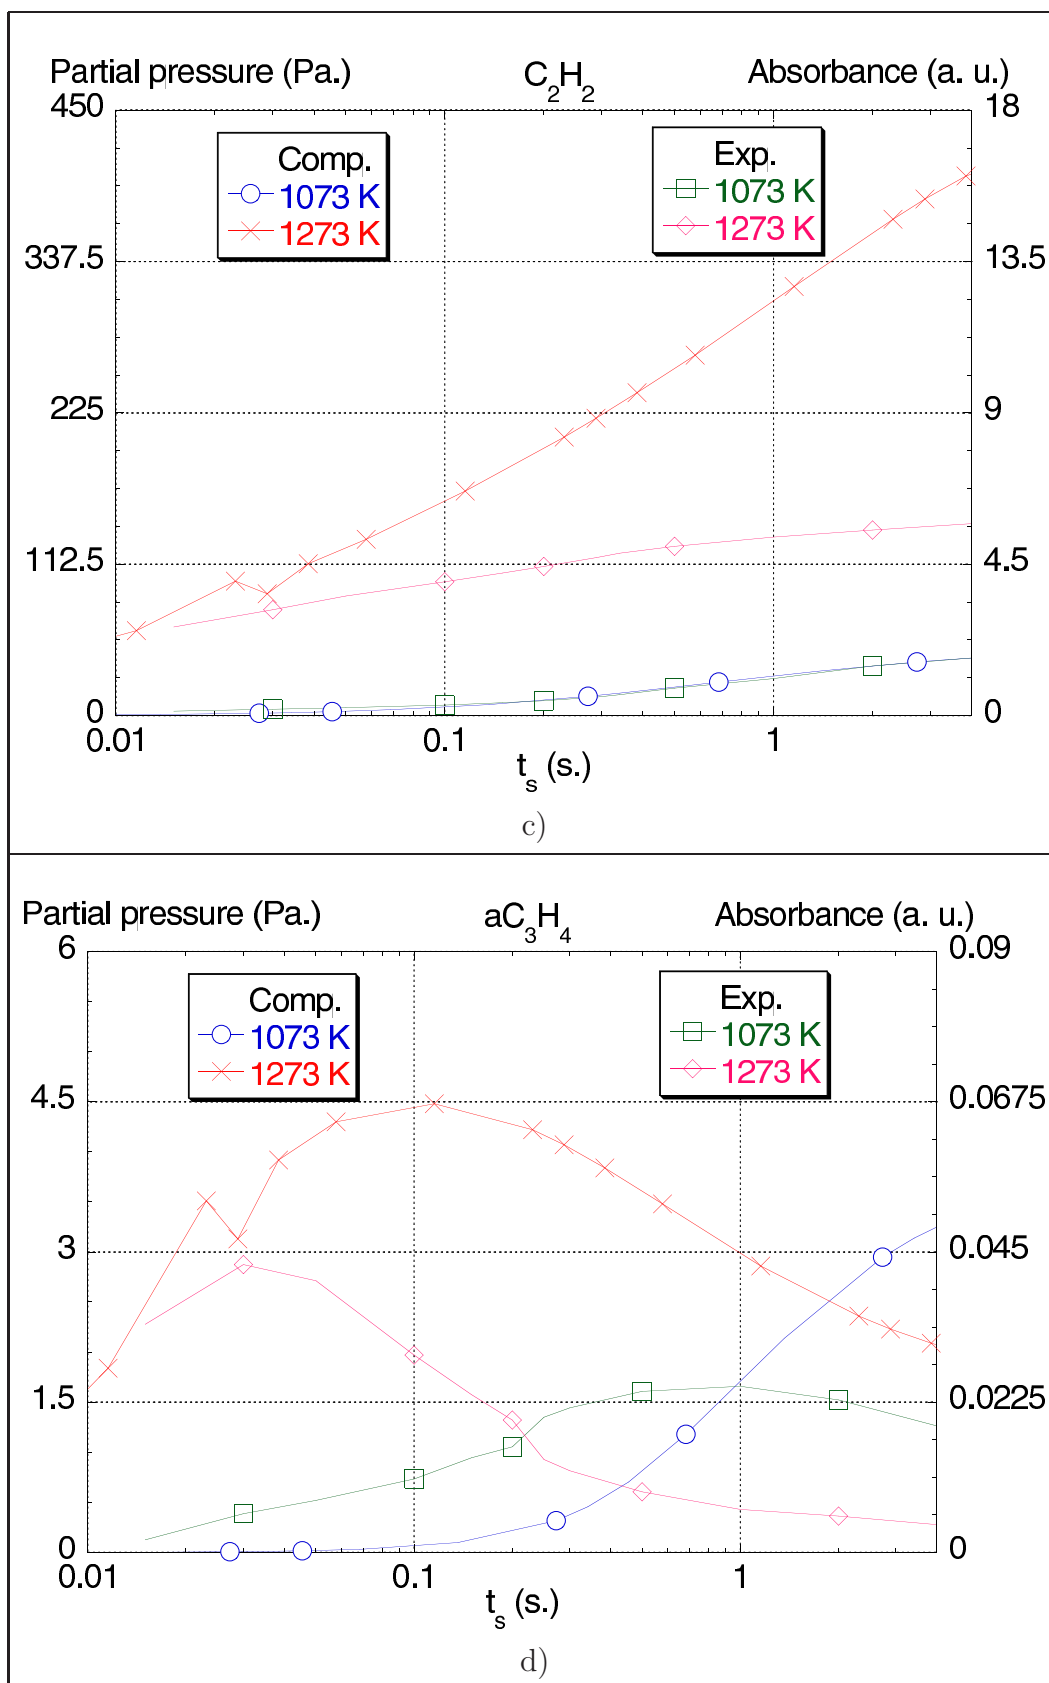 Partial pressure (Pa.) C₂H₂ Absorbance (a. u.)
450 18
Comp. Exp.
1073 K 1073 K
1273 K 1273 K
337.5 13.5
225 9
112.5 4.5
0 0
0.01 0.1 1
tₛ (s.)
c)
Partial pressure (Pa.) aC₃H₄ Absorbance (a. u.)
6 0.09
Comp. Exp.
1073 K 1073 K
1273 K 1273 K
4.5 0.0675
3 0.045
1.5 0.0225
0 0
0.01 0.1 1
tₛ (s.)
d)